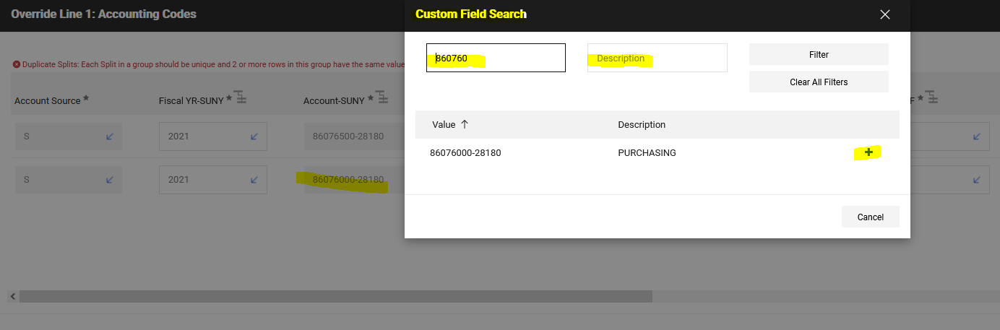 Override Line 1: Accounting Codes
Custom Field Search
860760
Description
Filter
Clear All Filters
Duplicate Splits: Each Split in a group should be unique and 2 or more rows in this group have the same value
Account Source
Fiscal YR-SUNY
Account-SUNY
F
Value
Description
S
2021
86076500-28180
86076000-28180
PURCHASING
S
2021
86076000-28180
Cancel